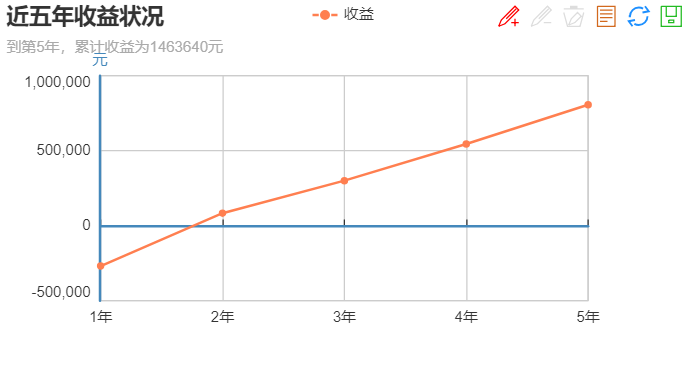 近五年收益状况
收益
到第5年，累计收益为1463640元
元
1,000,000
500,000
0
-500,000
1年
2年
3年
4年
5年